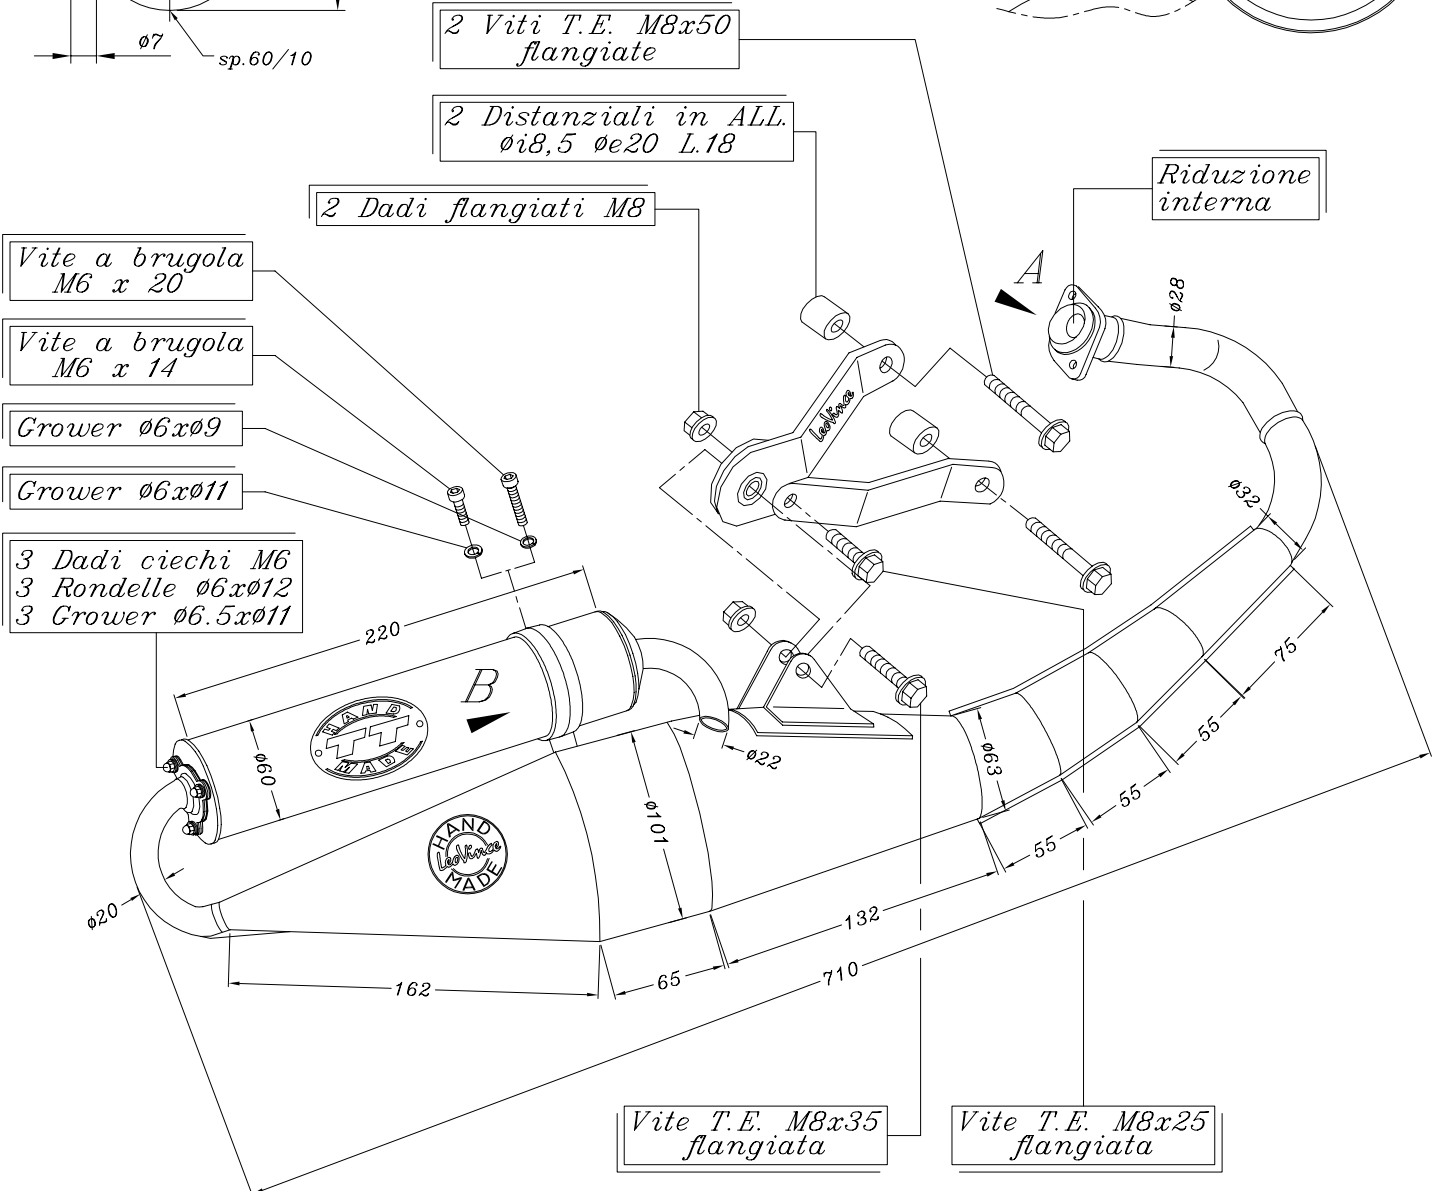 ø7
sp.60/10
2 Viti T.E. M8x50
flangiate
2 Distanziali in ALL.
øi8,5 øe20 L.18
2 Dadi flangiati M8
Riduzione
interna
Vite a brugola
M6 x 20
Vite a brugola
M6 x 14
Grower ø6xø9
Grower ø6xø11
3 Dadi ciechi M6
3 Rondelle ø6xø12
3 Grower ø6.5xø11
A
ø28
LeoVince
ø32
220
B
HAND
TT
MADE
ø60
ø22
ø63
75
55
55
55
ø101
HAND
LeoVince
MADE
ø20
132
710
65
162
Vite T.E. M8x35
flangiata
Vite T.E. M8x25
flangiata